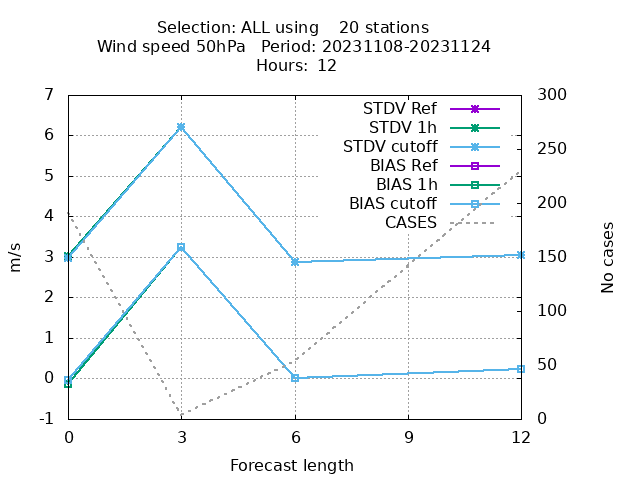 Selection: ALL using    20 stations
Wind speed 50hPa   Period: 20231108-20231124
Hours: 12
7
6
5
4
3
2
1
0
-1
m/s
STDV Ref
STDV 1h
STDV cutoff
BIAS Ref
BIAS 1h
BIAS cutoff
CASES
300
250
200
150
100
50
0
No cases
0 3 6 9 12
Forecast length